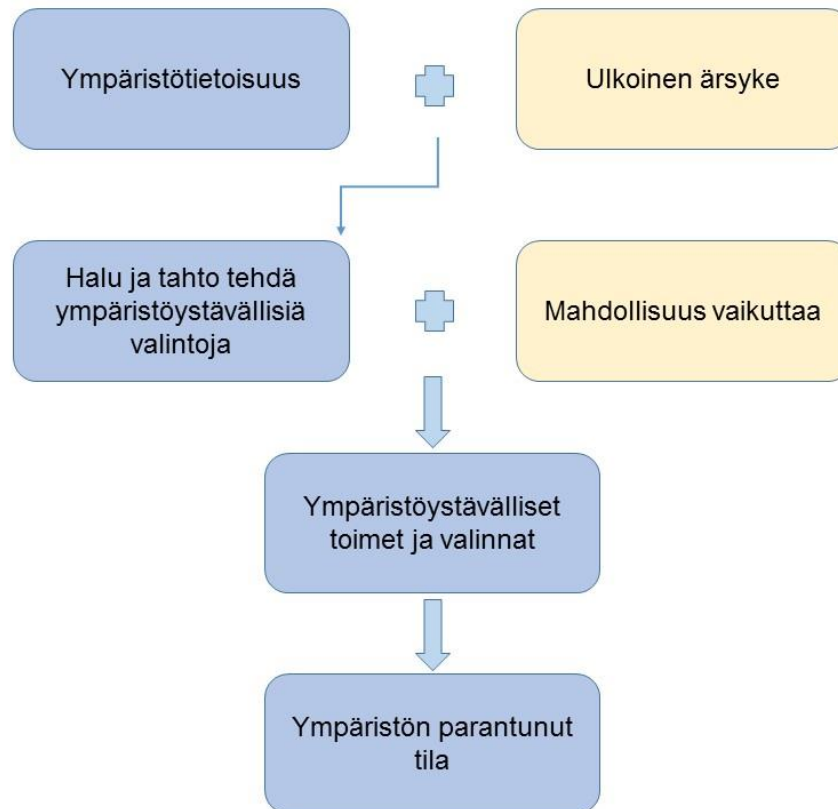 Ympäristötietoisuus
Ulkoinen ärsyke
Halu ja tahto tehdä
ympäristöystävällisiä
valintoja
Mahdollisuus vaikuttaa
Ympäristöystävälliset
toimet ja valinnat
Ympäristön parantunut
tila